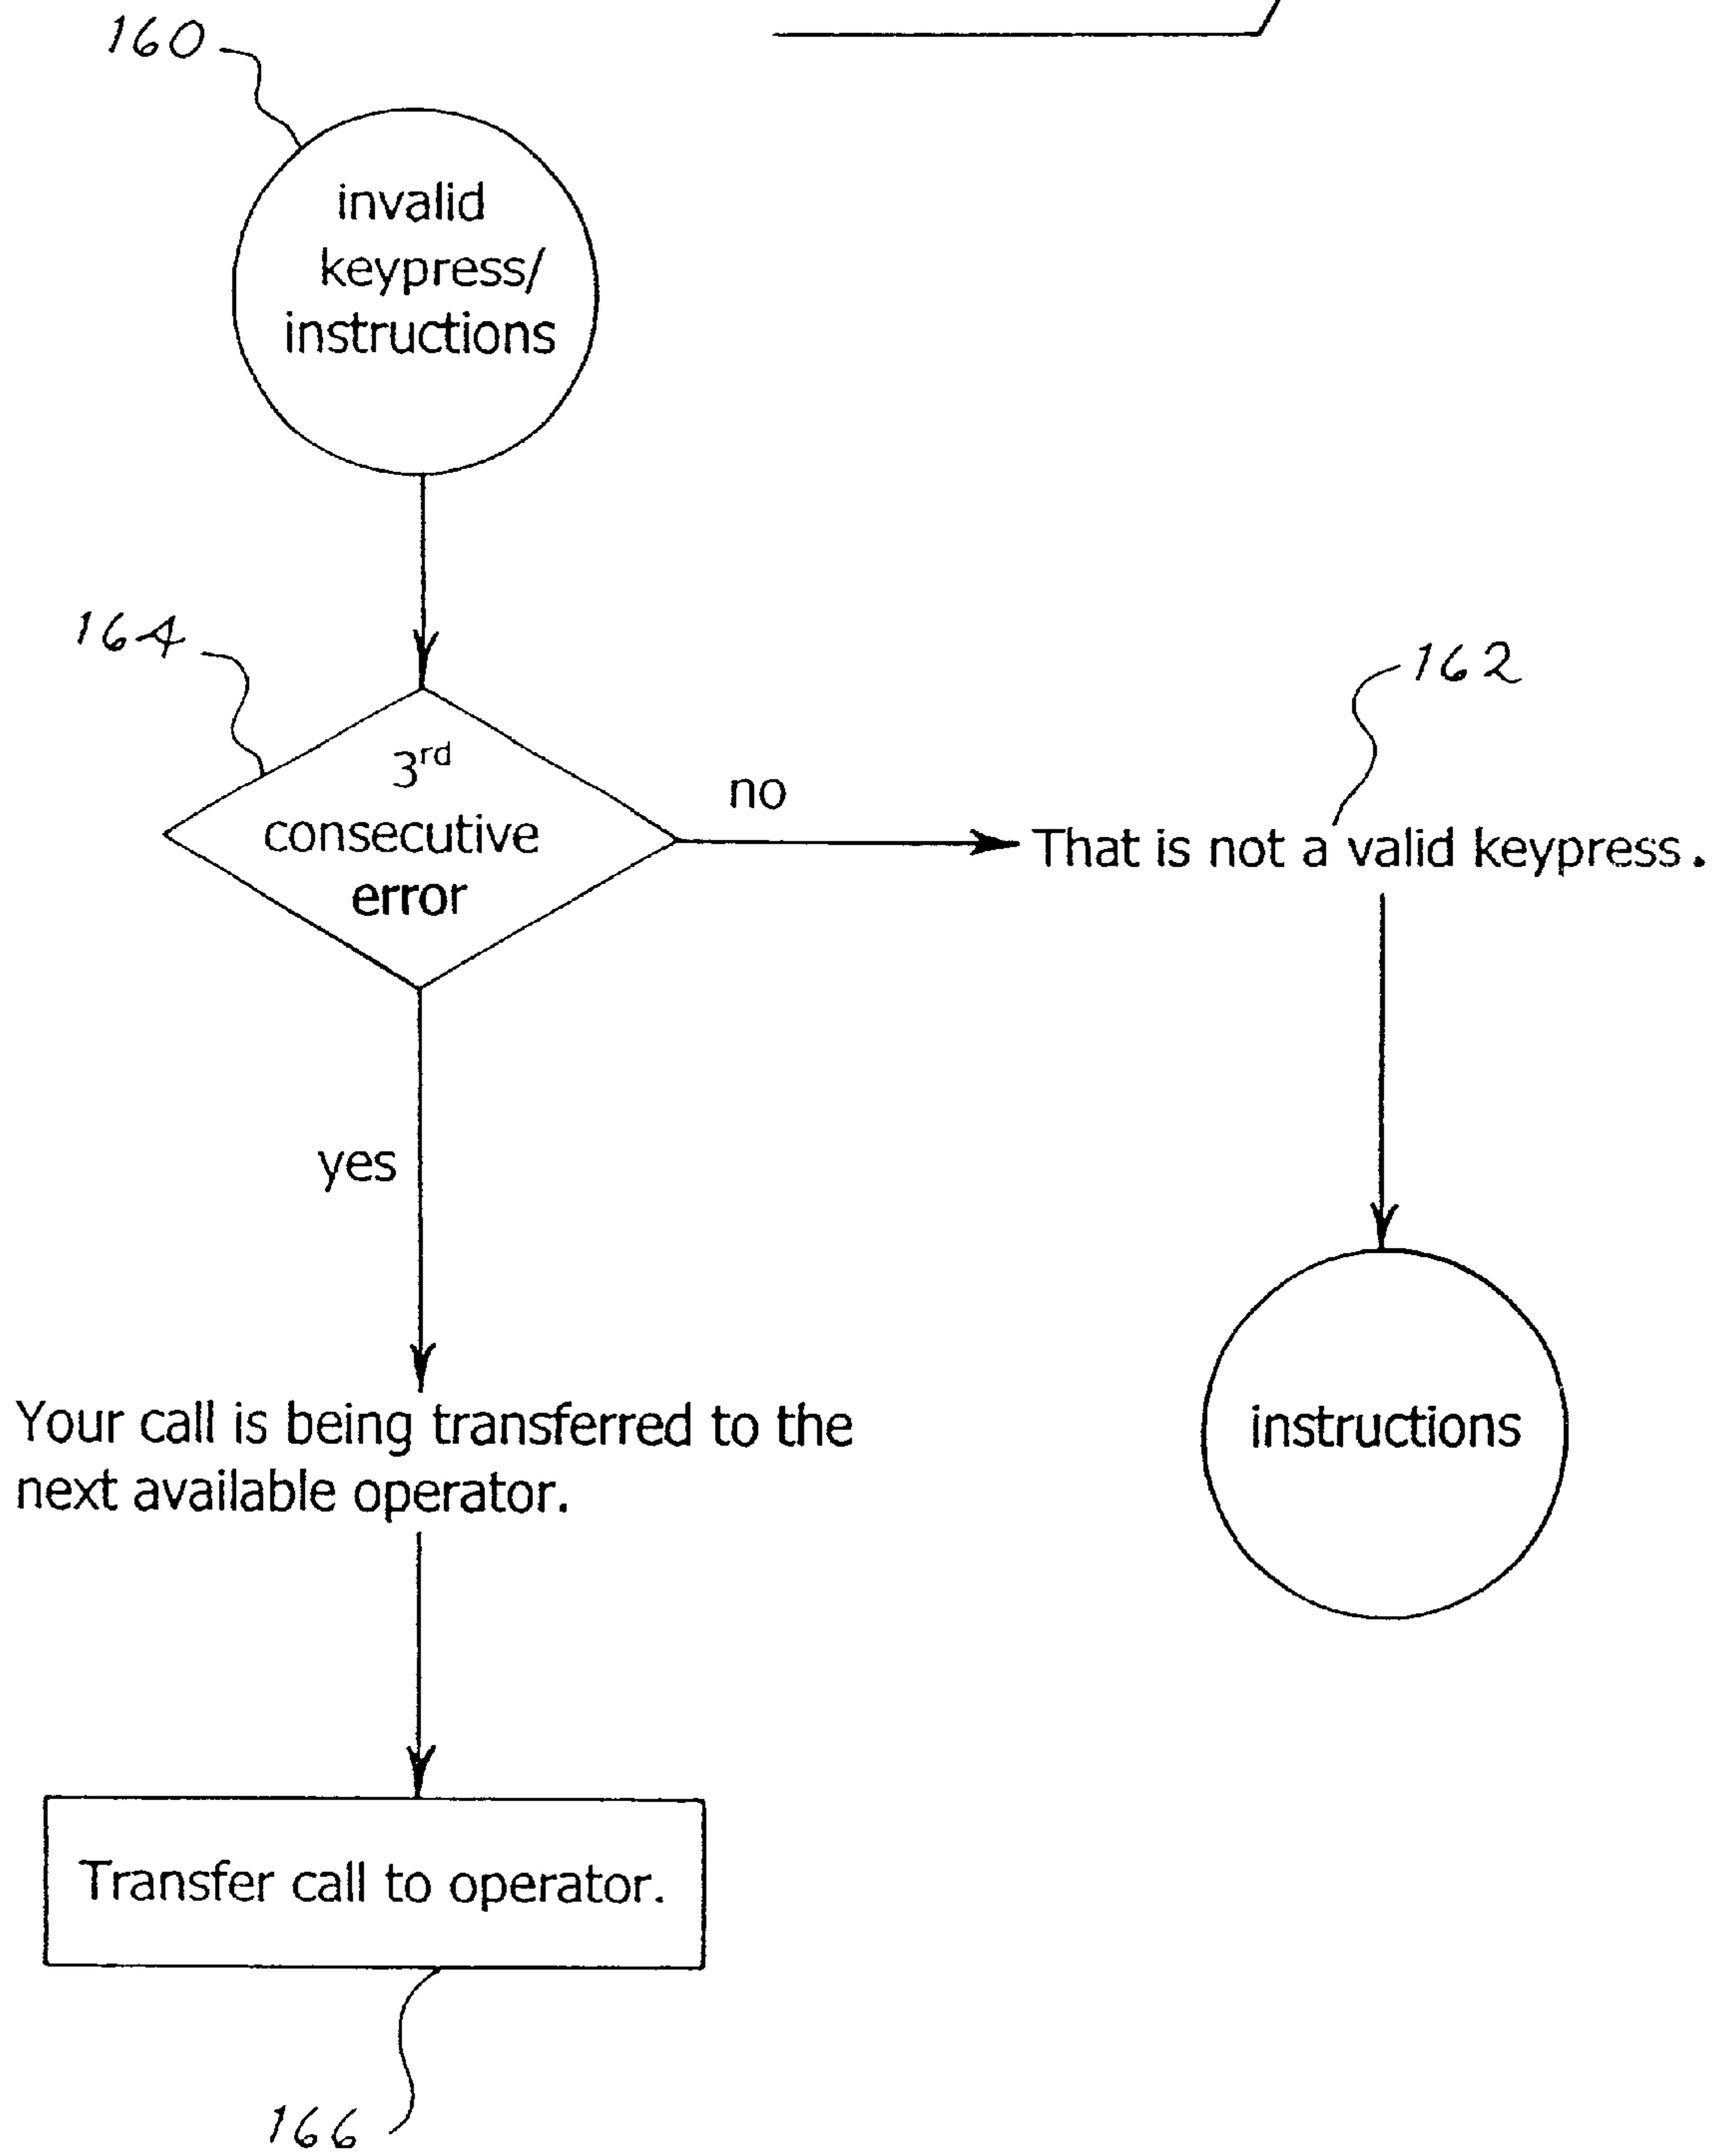 160
invalid
keypress/
instructions
164
3rd
consecutive
error
no
162
That is not a valid keypress.
yes
instructions
Your call is being transferred to the
next available operator.
Transfer call to operator.
166